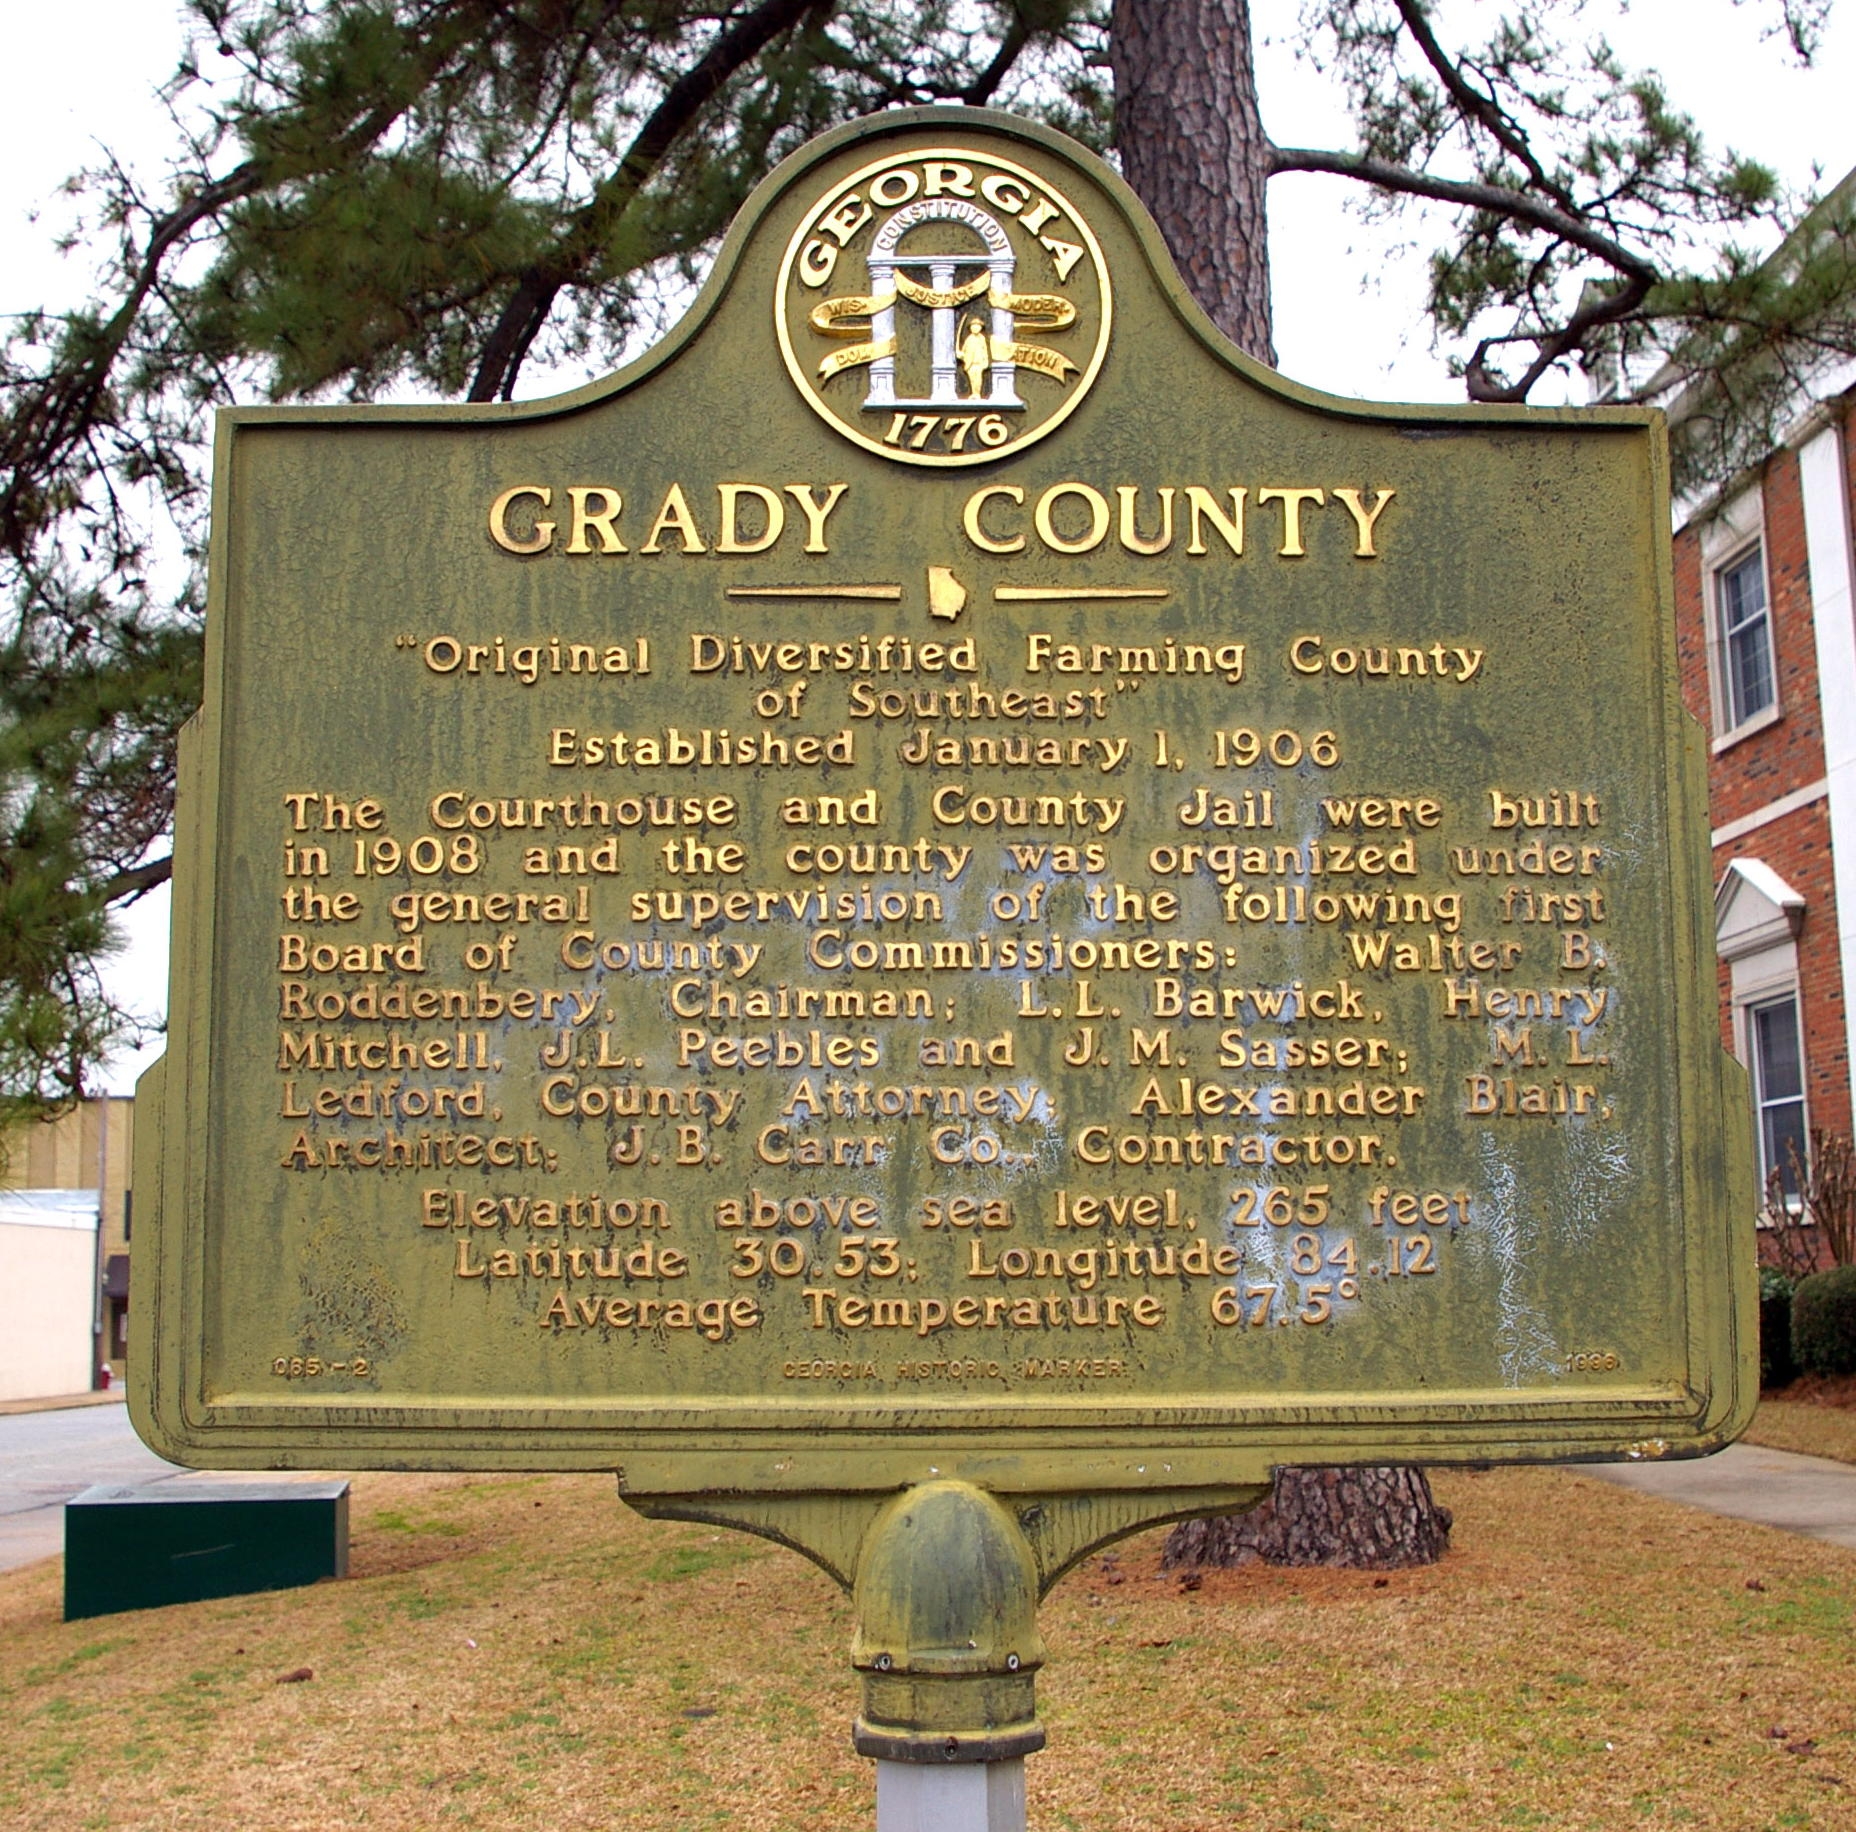 GEORGIA
CONSTITUTION
WIS- JUSTICE MODER-
DOM ATION
1776
GRADY COUNTY
“Original Diversified Farming County
of Southeast”
Established January 1, 1906
The Courthouse and County Jail were built
in 1908 and the county was organized under
the general supervision of the following first
Board of County Commissioners: Walter B.
Roddenbery, Chairman; L.L. Barwick, Henry
Mitchell, J.L. Peebles and J.M. Sasser; M.L.
Ledford, County Attorney; Alexander Blair,
Architect; J.B. Carr Co., Contractor.
Elevation above sea level, 265 feet
Latitude 30.53; Longitude 84.12
Average Temperature 67.5°
065-2 GEORGIA HISTORIC MARKER